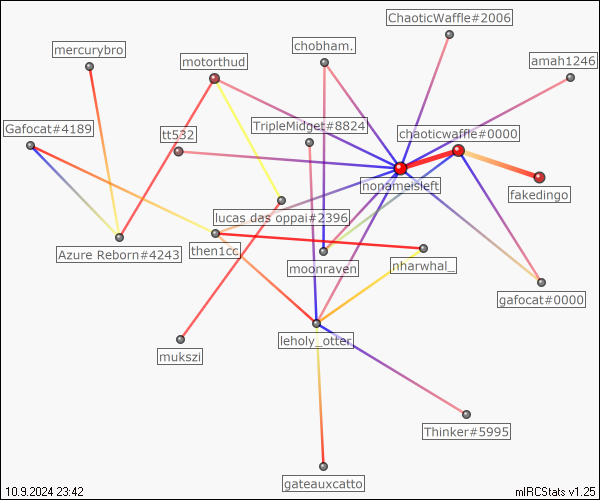 ChaoticWaffle#2006
mercurybro
chobham.
motorthud
amah1246
Gafocat#4189
TripleMidget#8824
tt532
chaoticwaffle#0000
nonameisleft
fakedingo
lucas das oppai#2396
Azure Reborn#4243
then1cc.
moonraven
nharwhal_
gafocat#0000
leholy_otter.
mukszi
Thinker#5995
gateauxcatto
10.9.2024 23:42
mIRCStats v1.25